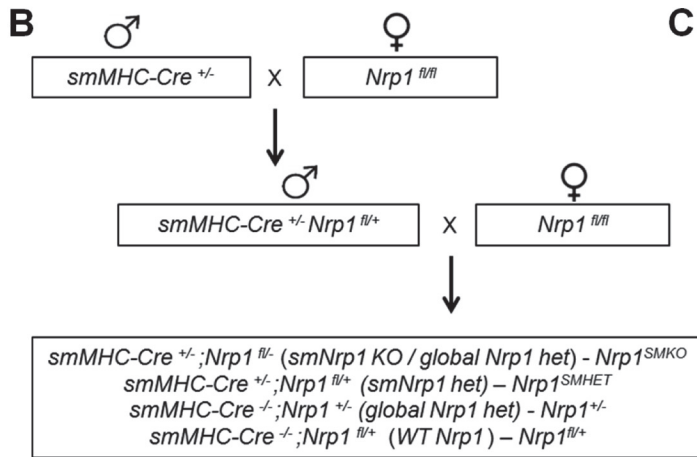 B C
♂ ♀
smMHC-Cre +/- X Nrp1 fl/fl
♂ ♀
smMHC-Cre +/- Nrp1 fl/+ X Nrp1 fl/fl
smMHC-Cre +/-;Nrp1 fl/- (smNrp1 KO / global Nrp1 het) - Nrp1SMKO
smMHC-Cre +/-;Nrp1 fl/+ (smNrp1 het) – Nrp1SMHET
smMHC-Cre -/-;Nrp1 +/- (global Nrp1 het) - Nrp1+/-
smMHC-Cre -/-;Nrp1 fl/+ (WT Nrp1 ) – Nrp1fl/+